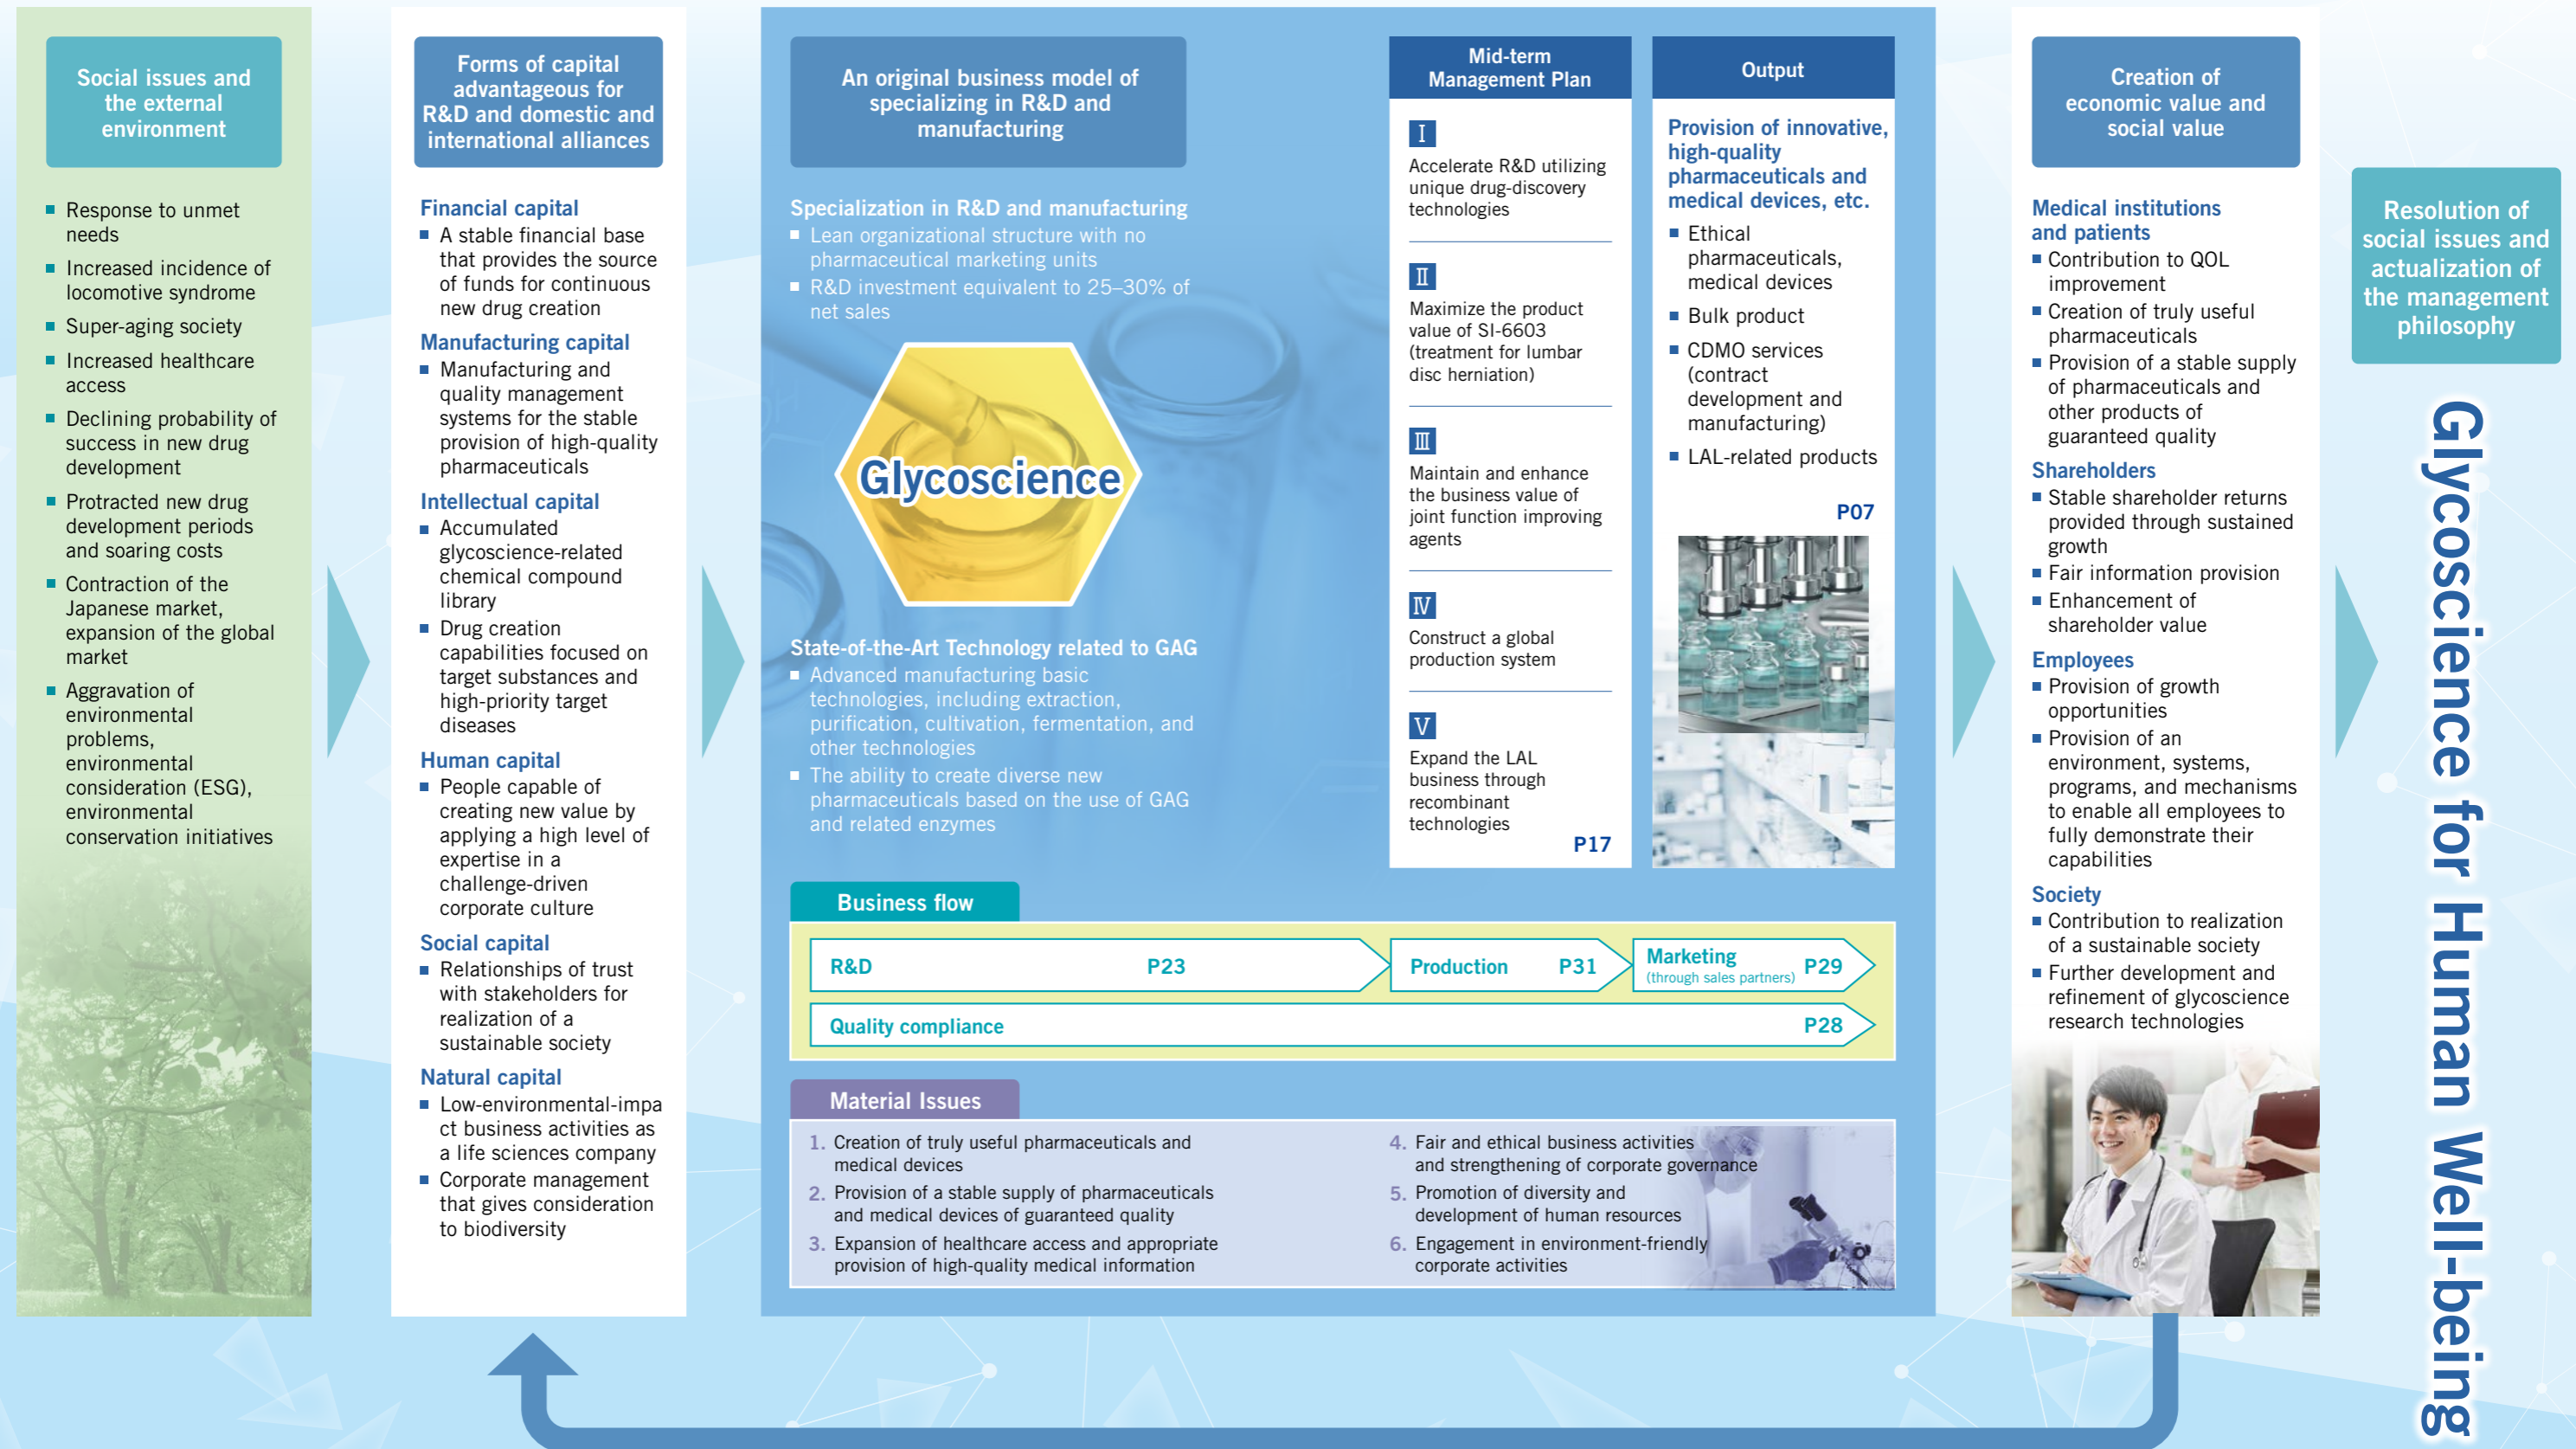 Social issues and
the external
environment
Response to unmet
needs
Increased incidence of
locomotive syndrome
Super-aging society
Increased healthcare
access
Declining probability of
success in new drug
development
Protracted new drug
development periods
and soaring costs
Contraction of the
Japanese market,
expansion of the global
market
Aggravation of
environmental
problems,
environmental
consideration (ESG),
environmental
conservation initiatives
Forms of capital
advantageous for
R&D and domestic and
international alliances
Financial capital
A stable financial base
that provides the source
of funds for continuous
new drug creation
Manufacturing capital
Manufacturing and
quality management
systems for the stable
provision of high-quality
pharmaceuticals
Intellectual capital
Accumulated
glycoscience-related
chemical compound
library
Drug creation
capabilities focused on
target substances and
high-priority target
diseases
Human capital
People capable of
creating new value by
applying a high level of
expertise in a
challenge-driven
corporate culture
Social capital
Relationships of trust
with stakeholders for
realization of a
sustainable society
Natural capital
Low-environmental-impa
ct business activities as
a life sciences company
Corporate management
that gives consideration
to biodiversity
An original business model of
specializing in R&D and
manufacturing
Specialization in R&D and manufacturing
Lean organizational structure with no
pharmaceutical marketing units
R&D investment equivalent to 25–30% of
net sales
Glycoscience
State-of-the-Art Technology related to GAG
Advanced manufacturing basic
technologies, including extraction,
purification, cultivation, fermentation, and
other technologies
The ability to create diverse new
pharmaceuticals based on the use of GAG
and related enzymes
Mid-term
Management Plan
I
Accelerate R&D utilizing
unique drug-discovery
technologies
II
Maximize the product
value of SI-6603
(treatment for lumbar
disc herniation)
III
Maintain and enhance
the business value of
joint function improving
agents
IV
Construct a global
production system
V
Expand the LAL
business through
recombinant
technologies
P17
Output
Provision of innovative,
high-quality
pharmaceuticals and
medical devices, etc.
Ethical
pharmaceuticals,
medical devices
Bulk product
CDMO services
(contract
development and
manufacturing)
LAL-related products
P07
Business flow
R&D P23
Production P31
Marketing
(through sales partners)
P29
Quality compliance P28
Material Issues
1. Creation of truly useful pharmaceuticals and
medical devices
2. Provision of a stable supply of pharmaceuticals
and medical devices of guaranteed quality
3. Expansion of healthcare access and appropriate
provision of high-quality medical information
4. Fair and ethical business activities
and strengthening of corporate governance
5. Promotion of diversity and
development of human resources
6. Engagement in environment-friendly
corporate activities
Creation of
economic value and
social value
Medical institutions
and patients
Contribution to QOL
improvement
Creation of truly useful
pharmaceuticals
Provision of a stable supply
of pharmaceuticals and
other products of
guaranteed quality
Shareholders
Stable shareholder returns
provided through sustained
growth
Fair information provision
Enhancement of
shareholder value
Employees
Provision of growth
opportunities
Provision of an
environment, systems,
programs, and mechanisms
to enable all employees to
fully demonstrate their
capabilities
Society
Contribution to realization
of a sustainable society
Further development and
refinement of glycoscience
research technologies
Resolution of
social issues and
actualization of
the management
philosophy
Glycoscience for Human Well-being